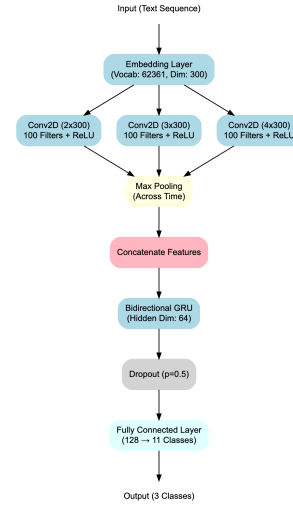 Input (Text Sequence)
Embedding Layer
(Vocab: 62361, Dim: 300)
Conv2D (2x300)
100 Filters + ReLU
Conv2D (3x300)
100 Filters + ReLU
Conv2D (4x300)
100 Filters + ReLU
Max Pooling
(Across Time)
Concatenate Features
Bidirectional GRU
(Hidden Dim: 64)
Dropout (p=0.5)
Fully Connected Layer
(128 → 11 Classes)
Output (3 Classes)